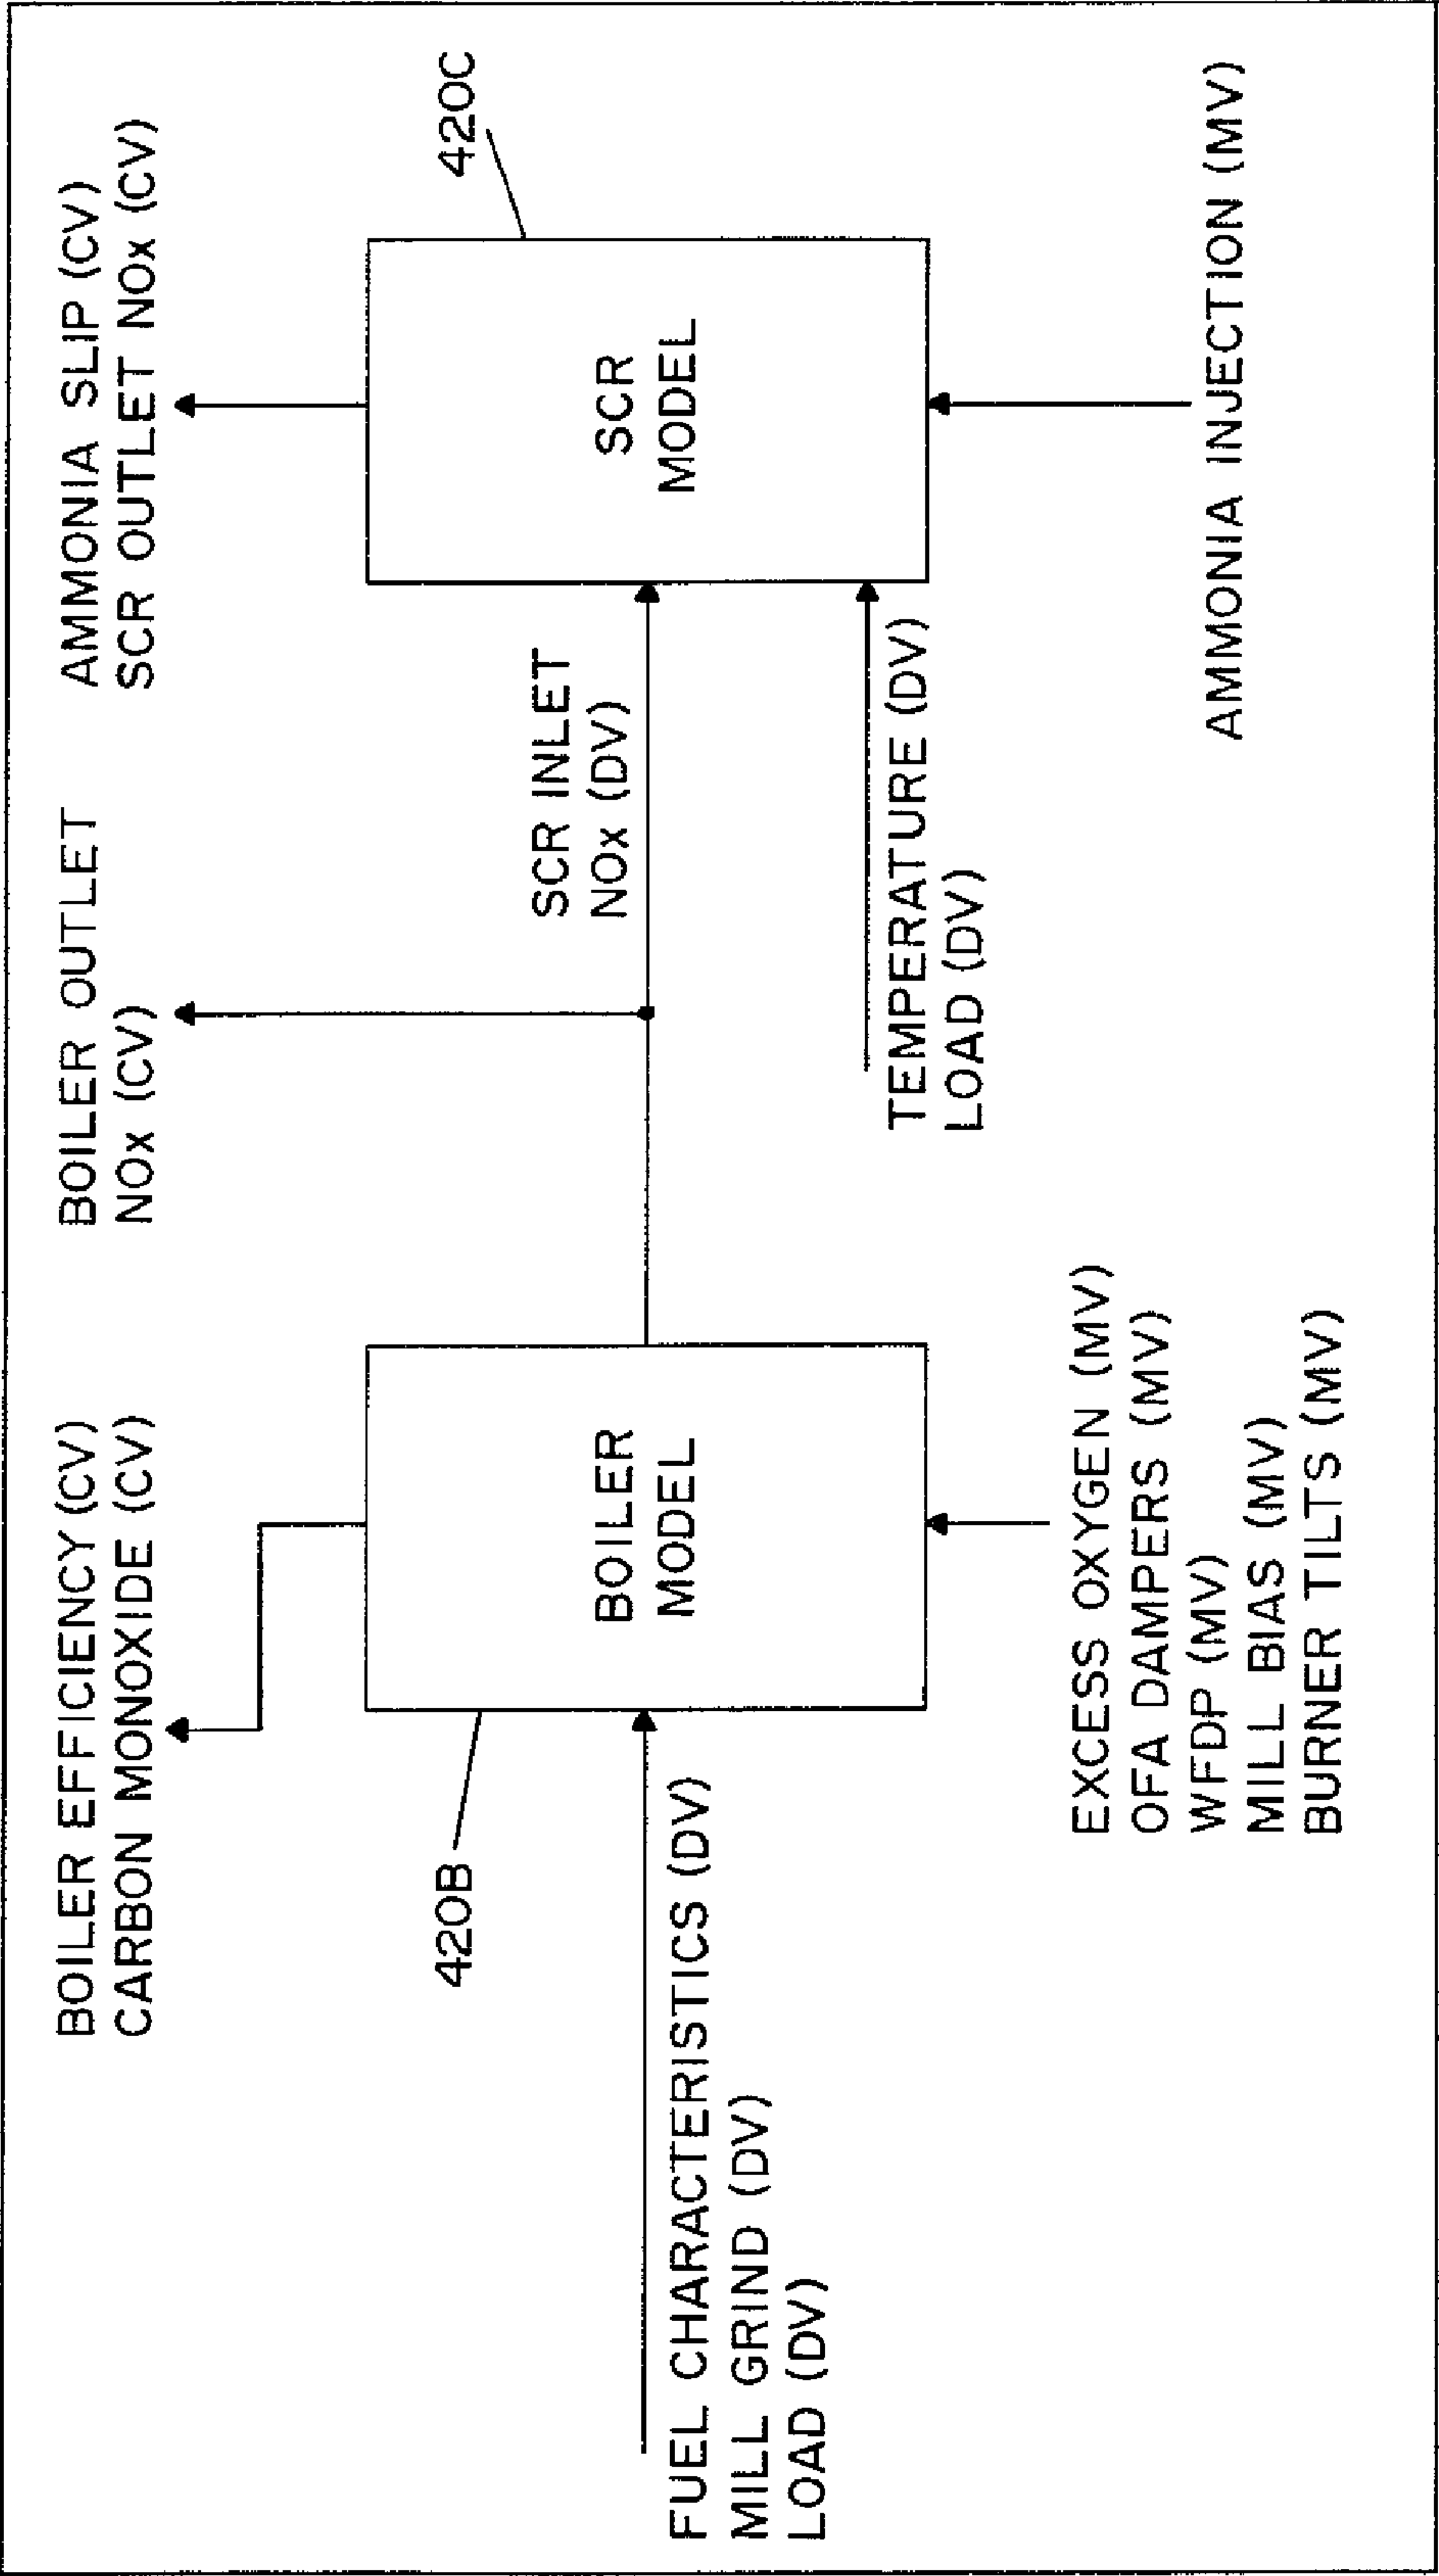 BOILER EFFICIENCY (CV)
CARBON MONOXIDE (CV)
BOILER OUTLET
NOx (CV)
AMMONIA SLIP (CV)
SCR OUTLET NOx (CV)
420B
420C
BOILER
MODEL
SCR INLET
NOx (DV)
SCR
MODEL
FUEL CHARACTERISTICS (DV)
MILL GRIND (DV)
LOAD (DV)
TEMPERATURE (DV)
LOAD (DV)
EXCESS OXYGEN (MV)
OFA DAMPERS (MV)
WFDP (MV)
MILL BIAS (MV)
BURNER TILTS (MV)
AMMONIA INJECTION (MV)